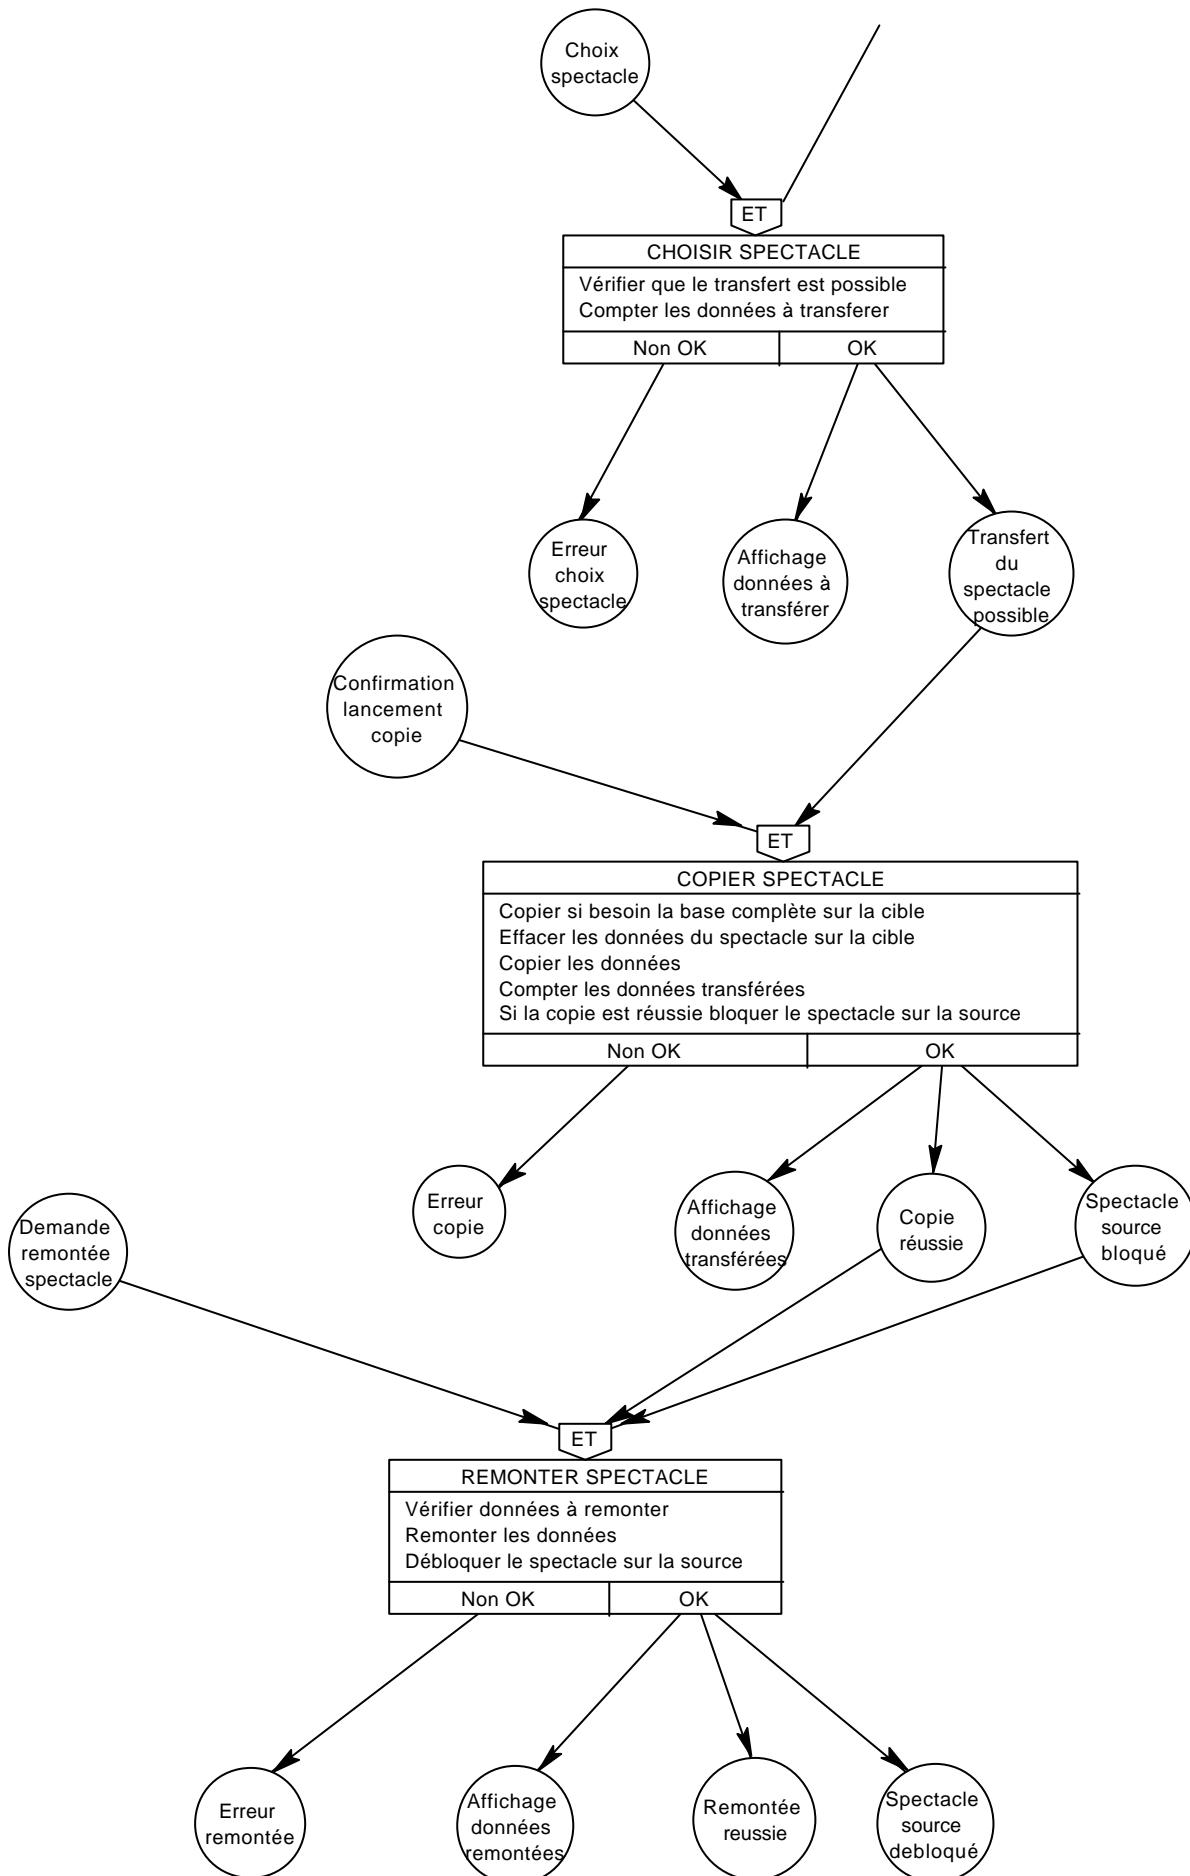 Choix
spectacle
ET
CHOISIR SPECTACLE
Vérifier que le transfert est possible
Compter les données à transferer
Non OK
OK
Erreur
choix
spectacle
Affichage
données à
transférer
Transfert
du
spectacle
possible
Confirmation
lancement
copie
ET
COPIER SPECTACLE
Copier si besoin la base complète sur la cible
Effacer les données du spectacle sur la cible
Copier les données
Compter les données transférées
Si la copie est réussie bloquer le spectacle sur la source
Non OK
OK
Erreur
copie
Affichage
données
transférées
Copie
réussie
Spectacle
source
bloqué
Demande
remontée
spectacle
ET
REMONTER SPECTACLE
Vérifier données à remonter
Remonter les données
Débloquer le spectacle sur la source
Non OK
OK
Erreur
remontée
Affichage
données
remontées
Remontée
reussie
Spectacle
source
debloqué